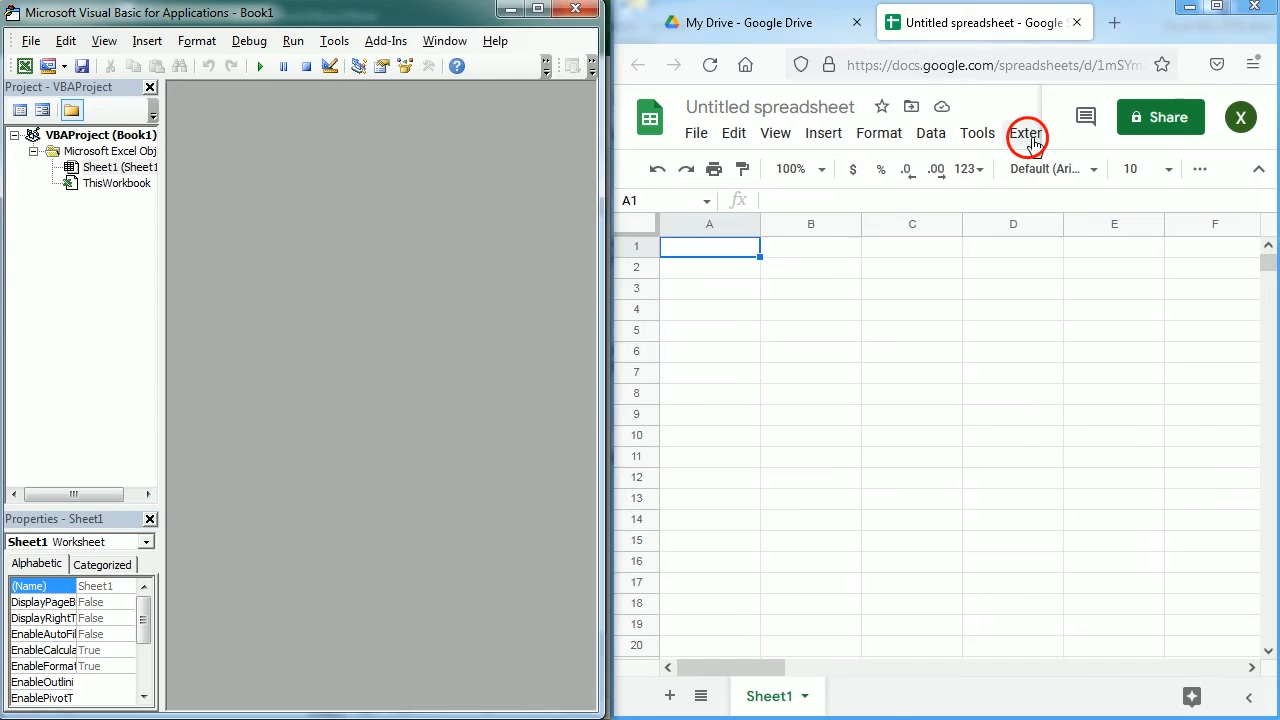 Microsoft Visual Basic for Applications - Book1
File Edit View Insert Format Debug Run Tools Add-Ins Window Help
Project - VBAProject
VBAProject (Book1)
Microsoft Excel Obj
Sheet1 (Sheet1
ThisWorkbook
Properties - Sheet1
Sheet1 Worksheet
Alphabetic Categorized
(Name) Sheet1
DisplayPageB False
DisplayRightT False
EnableAutoFil False
EnableCalcula True
EnableFormat True
EnableOutlini
EnablePivotT
My Drive - Google Drive
Untitled spreadsheet - Google S
https://docs.google.com/spreadsheets/d/1mSYm
Untitled spreadsheet
Share
X
File Edit View Insert Format Data Tools Exter
100% $ % .0 .00 123 Default (Ari... 10
A1 fx
A B C D E F
1
2
3
4
5
6
7
8
9
10
11
12
13
14
15
16
17
18
19
20
Sheet1